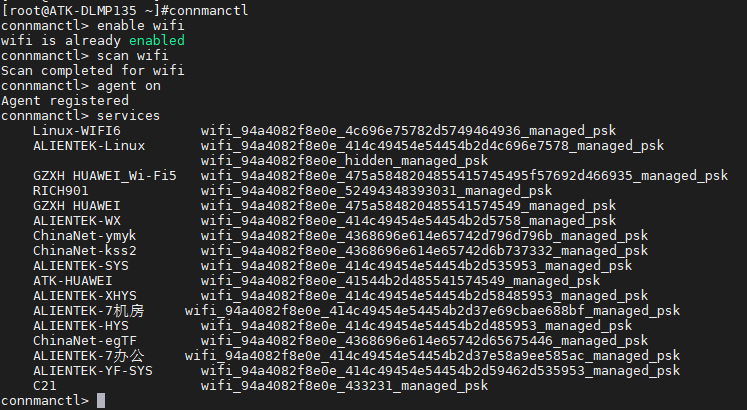 [root@ATK-DLMP135 ~]#connmanctl
connmanctl> enable wifi
wifi is already enabled
connmanctl> scan wifi
Scan completed for wifi
connmanctl> agent on
Agent registered
connmanctl> services
Linux-WIFI6 wifi_94a4082f8e0e_4c696e75782d5749464936_managed_psk
ALIENTEK-Linux wifi_94a4082f8e0e_414c49454e54454b2d4c696e7578_managed_psk
wifi_94a4082f8e0e_hidden_managed_psk
GZXH HUAWEI_Wi-Fi5 wifi_94a4082f8e0e_475a5848204855415745495f57692d466935_managed_psk
RICH901 wifi_94a4082f8e0e_52494348393031_managed_psk
GZXH HUAWEI wifi_94a4082f8e0e_475a584820485541574549_managed_psk
ALIENTEK-WX wifi_94a4082f8e0e_414c49454e54454b2d5758_managed_psk
ChinaNet-ymyk wifi_94a4082f8e0e_4368696e614e65742d796d796b_managed_psk
ChinaNet-kss2 wifi_94a4082f8e0e_4368696e614e65742d6b737332_managed_psk
ALIENTEK-SYS wifi_94a4082f8e0e_414c49454e54454b2d535953_managed_psk
ATK-HUAWEI wifi_94a4082f8e0e_41544b2d485541574549_managed_psk
ALIENTEK-XHYS wifi_94a4082f8e0e_414c49454e54454b2d58485953_managed_psk
ALIENTEK-7机房 wifi_94a4082f8e0e_414c49454e54454b2d37e69cbae688bf_managed_psk
ALIENTEK-HYS wifi_94a4082f8e0e_414c49454e54454b2d485953_managed_psk
ChinaNet-egTF wifi_94a4082f8e0e_4368696e614e65742d65675446_managed_psk
ALIENTEK-7办公 wifi_94a4082f8e0e_414c49454e54454b2d37e58a9ee585ac_managed_psk
ALIENTEK-YF-SYS wifi_94a4082f8e0e_414c49454e54454b2d59462d535953_managed_psk
C21 wifi_94a4082f8e0e_433231_managed_psk
connmanctl>